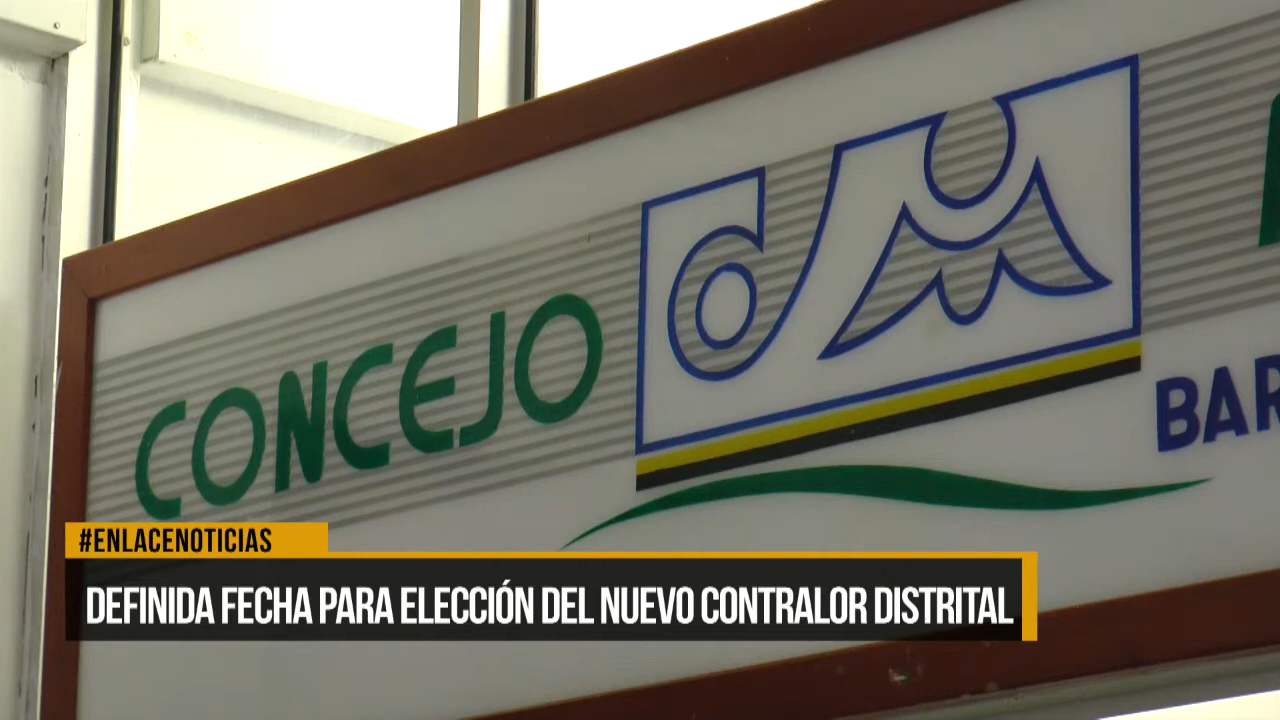 CONCEJO
BAR
#ENLACENOTICIAS
DEFINIDA FECHA PARA ELECCIÓN DEL NUEVO CONTRALOR DISTRITAL